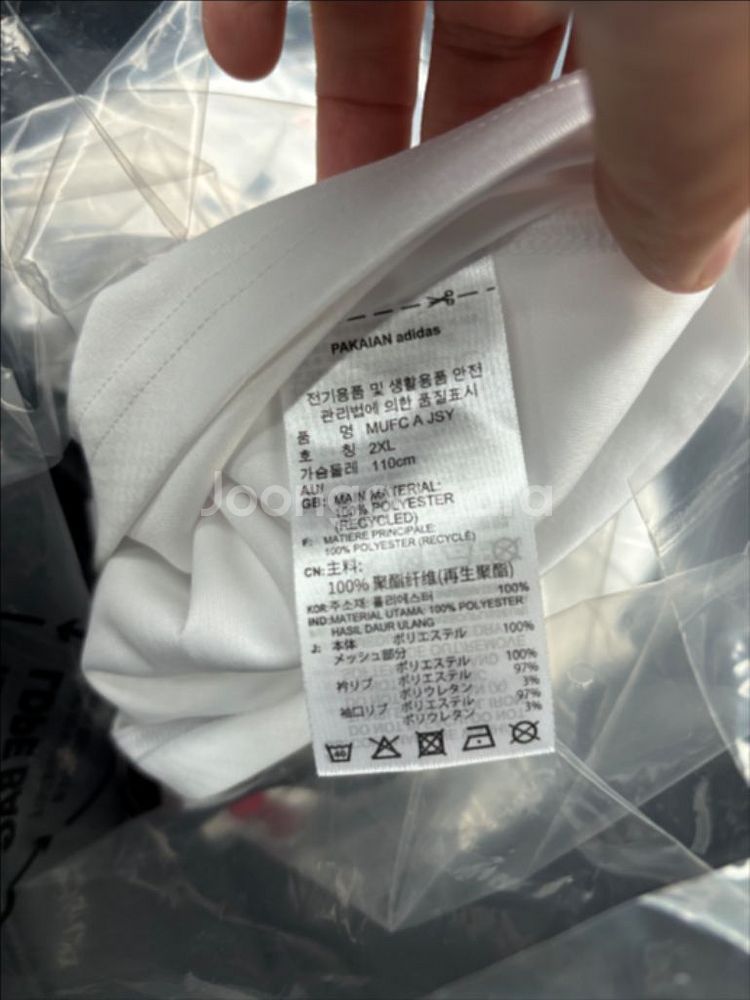 PAKAIAN adidas
전기용품 및 생활용품 안전
관리법에 의한 품질표시
품 명 MUFC A JSY
호 칭 2XL
가슴둘레 110cm
AU/
GB: MAIN MATERIAL:
100% POLYESTER
(RECYCLED)
F: MATIÈRE PRINCIPALE:
100% POLYESTER (RECYCLÉ)
CN: 主料:
100% 聚酯纤维(再生聚酯)
KOR: 주소재: 폴리에스터 100%
IND: MATERIAL UTAMA: 100% POLYESTER
HASIL DAUR ULANG
J: 本体 ポリエステル 100%
メッシュ部分
ポリエステル 100%
衿リブ ポリエステル 97%
ポリウレタン 3%
袖口リブ ポリエステル 97%
ポリウレタン 3%
40
Joonggonara